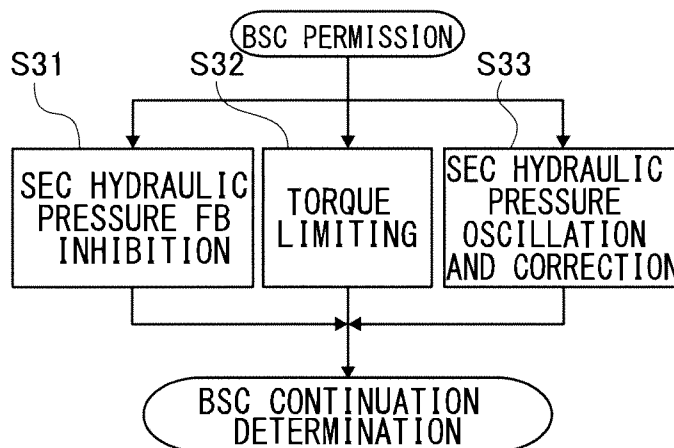 BSC PERMISSION
S31
S32
S33
SEC HYDRAULIC
PRESSURE FB
INHIBITION
TORQUE
LIMITING
SEC HYDRAULIC
PRESSURE
OSCILLATION
AND CORRECTION
BSC CONTINUATION
DETERMINATION